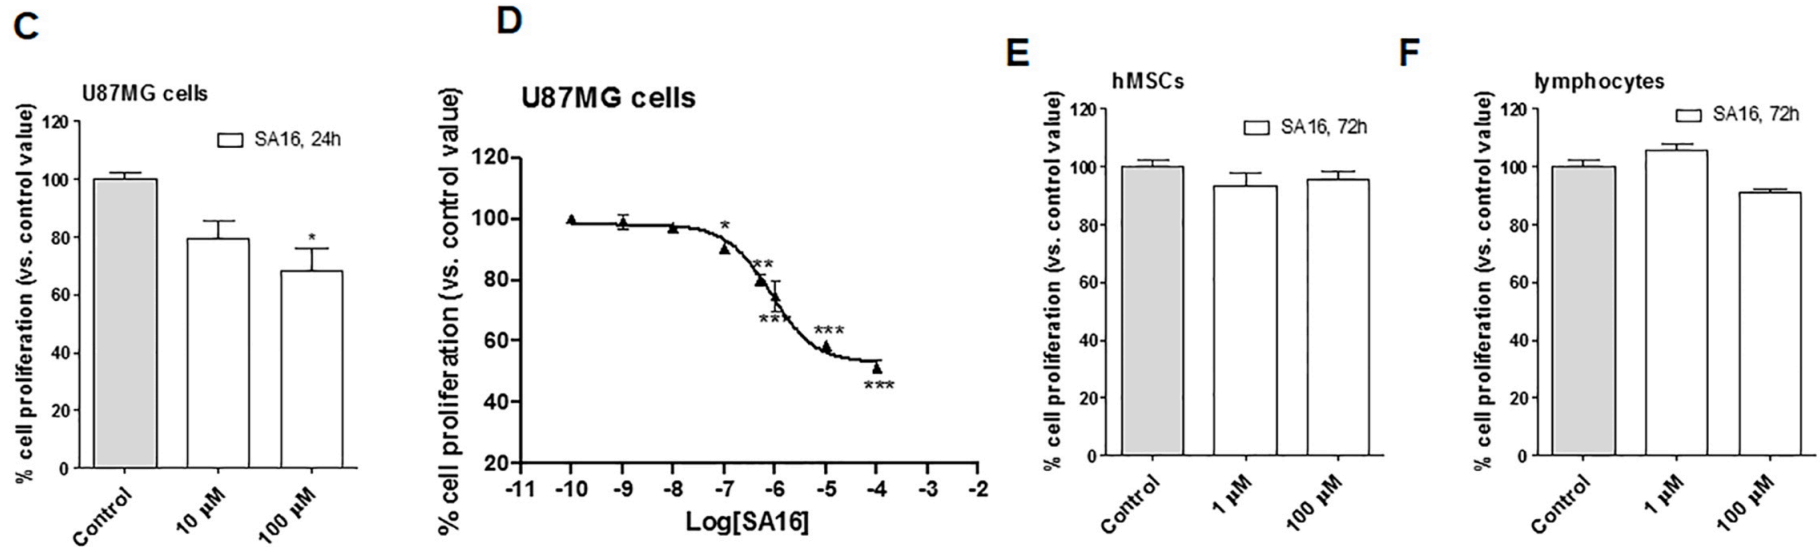 C
U87MG cells
SA16, 24h
% cell proliferation (vs. control value)
120
100
80
60
40
20
0
*
Control
10 µM
100 µM
D
U87MG cells
% cell proliferation (vs. control value)
120
100
80
60
40
20
*
**
***
***
***
-11 -10 -9 -8 -7 -6 -5 -4 -3 -2
Log[SA16]
E
hMSCs
SA16, 72h
% cell proliferation (vs. control value)
120
100
80
60
40
20
0
Control
1 µM
100 µM
F
lymphocytes
SA16, 72h
% cell proliferation (vs. control value)
120
100
80
60
40
20
0
Control
1 µM
100 µM